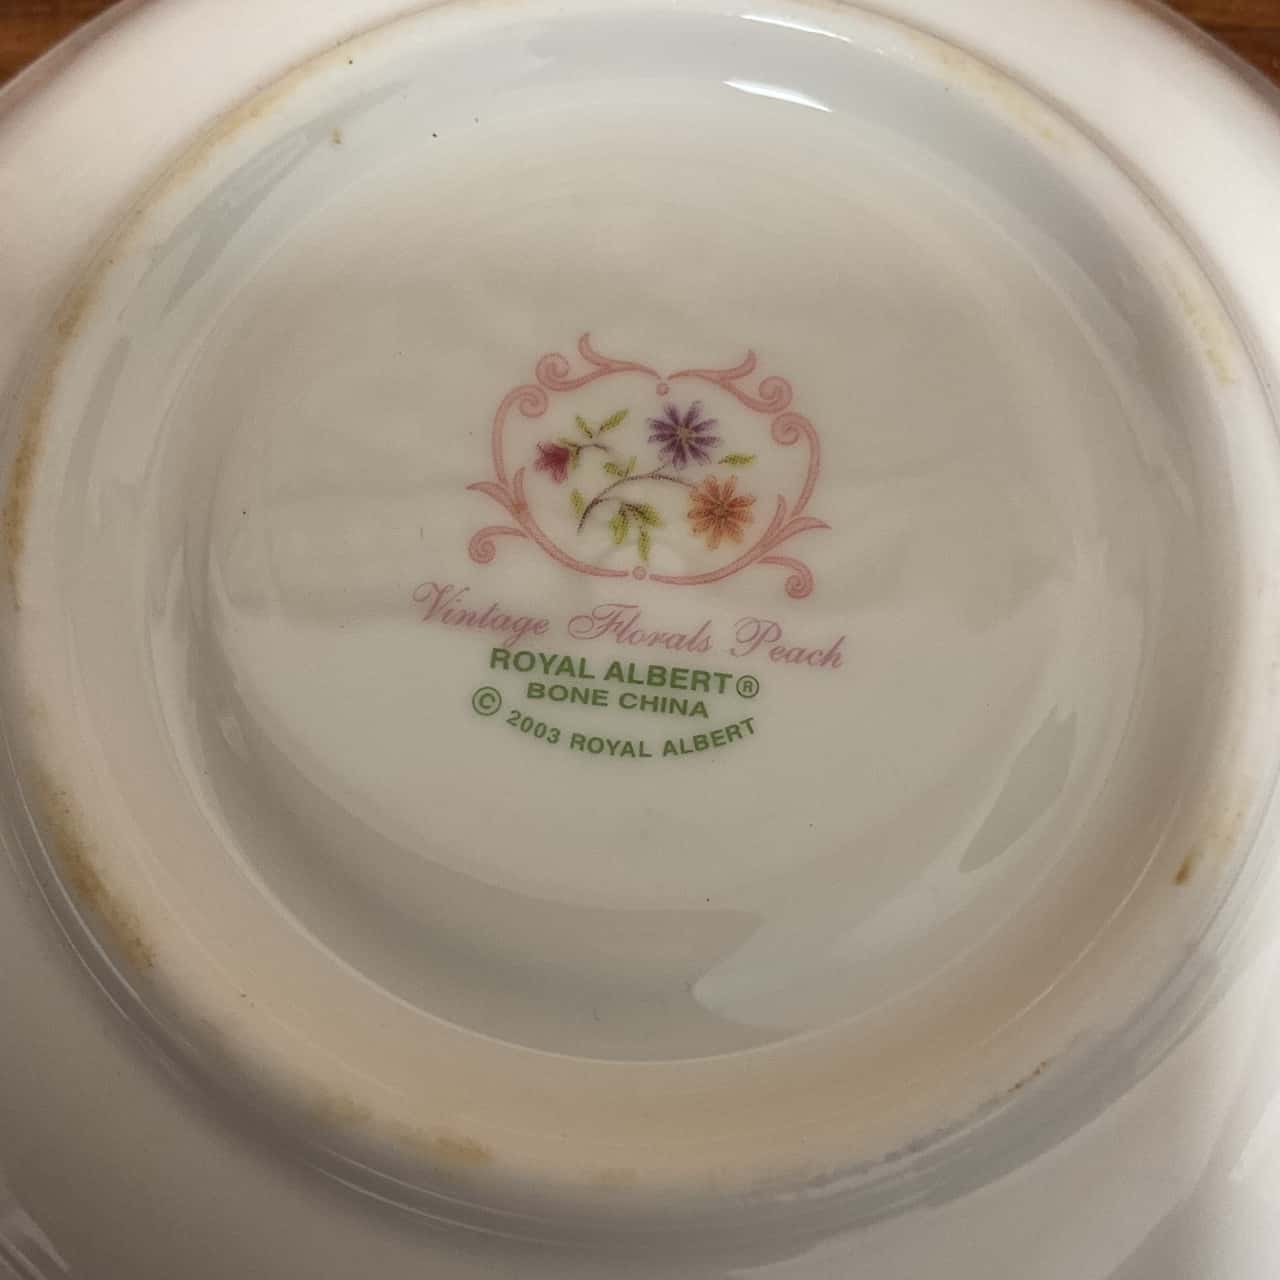 Vintage Florals Peach
ROYAL ALBERT®
BONE CHINA
© 2003 ROYAL ALBERT